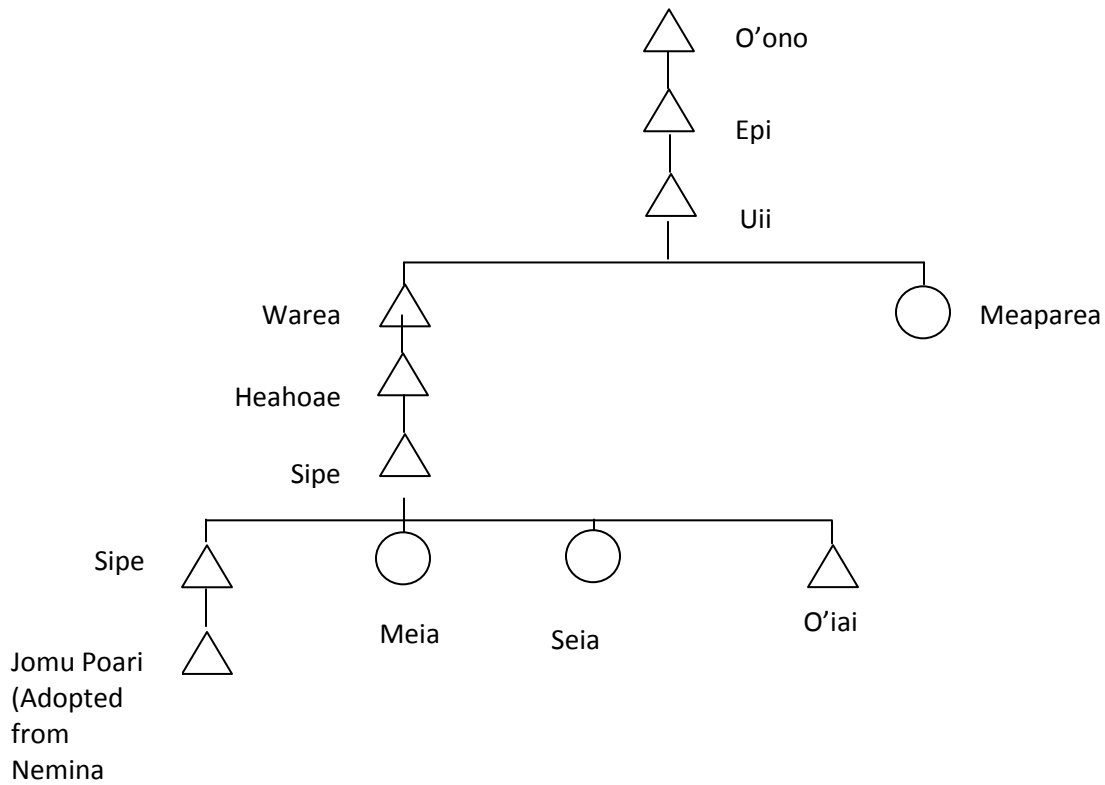 O’ono
Epi
Uii
Warea
Meaparea
Heahoae
Sipe
Sipe
Meia
Seia
O’iai
Jomu Poari
(Adopted
from
Nemina